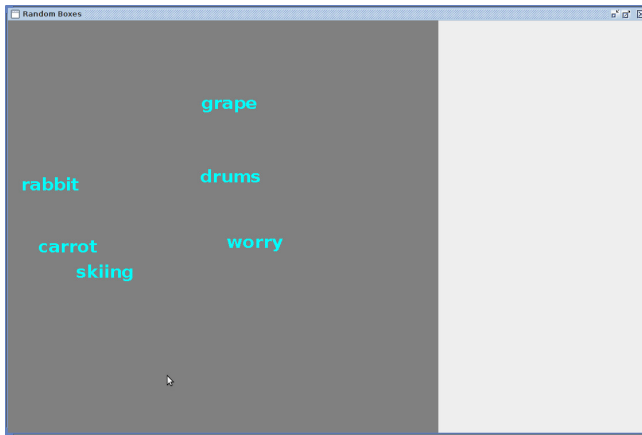 Random Boxes
grape
drums
rabbit
worry
carrot
skiing